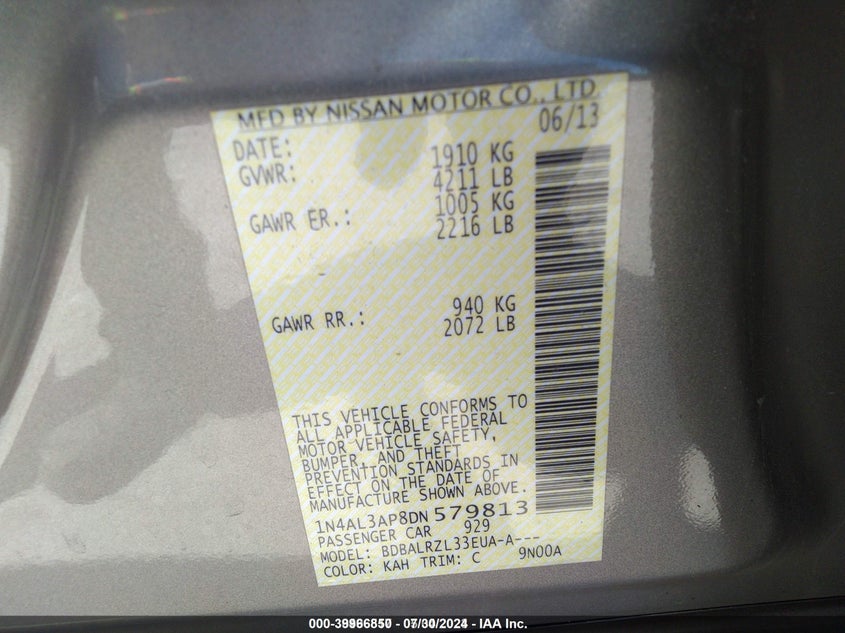 MFD BY NISSAN MOTOR CO., LTD.
DATE: 06/13
GVWR: 1910 KG
4211 LB
GAWR FR.: 1005 KG
2216 LB
GAWR RR.: 940 KG
2072 LB
THIS VEHICLE CONFORMS TO
ALL APPLICABLE FEDERAL
MOTOR VEHICLE SAFETY,
BUMPER, AND THEFT
PREVENTION STANDARDS IN
EFFECT ON THE DATE OF
MANUFACTURE SHOWN ABOVE.
1N4AL3AP8DN579813
PASSENGER CAR 929
MODEL: BDBALRZL33EUA-A---
COLOR: KAH TRIM: C 9N00A
07/30/2024 - IAA Inc.